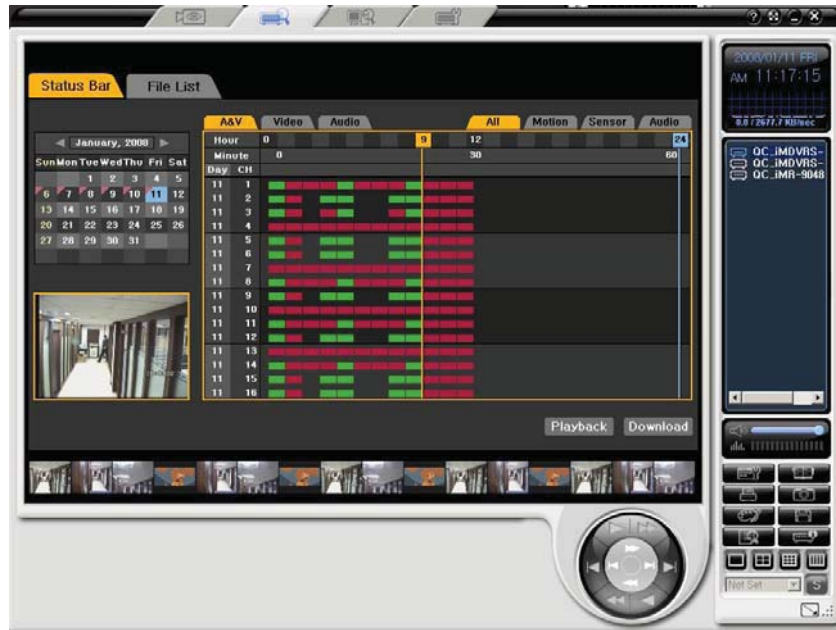 Status Bar File List
2008/01/11 FRI
AM 11:17:15
0.0 / 2677.7 KB/sec
QC_iMDVRS-
QC_iMDVRS-
QC_iMR-9048
A&V Video Audio All Motion Sensor Audio
January, 2008
Sun Mon Tue Wed Thu Fri Sat
1 2 3 4 5
6 7 8 9 10 11 12
13 14 15 16 17 18 19
20 21 22 23 24 25 26
27 28 29 30 31
Hour 0 9 12 24
Minute 0 30 60
Day CH
11 1
11 2
11 3
11 4
11 5
11 6
11 7
11 8
11 9
11 10
11 11
11 12
11 13
11 14
11 15
11 16
Playback Download
Not Set S